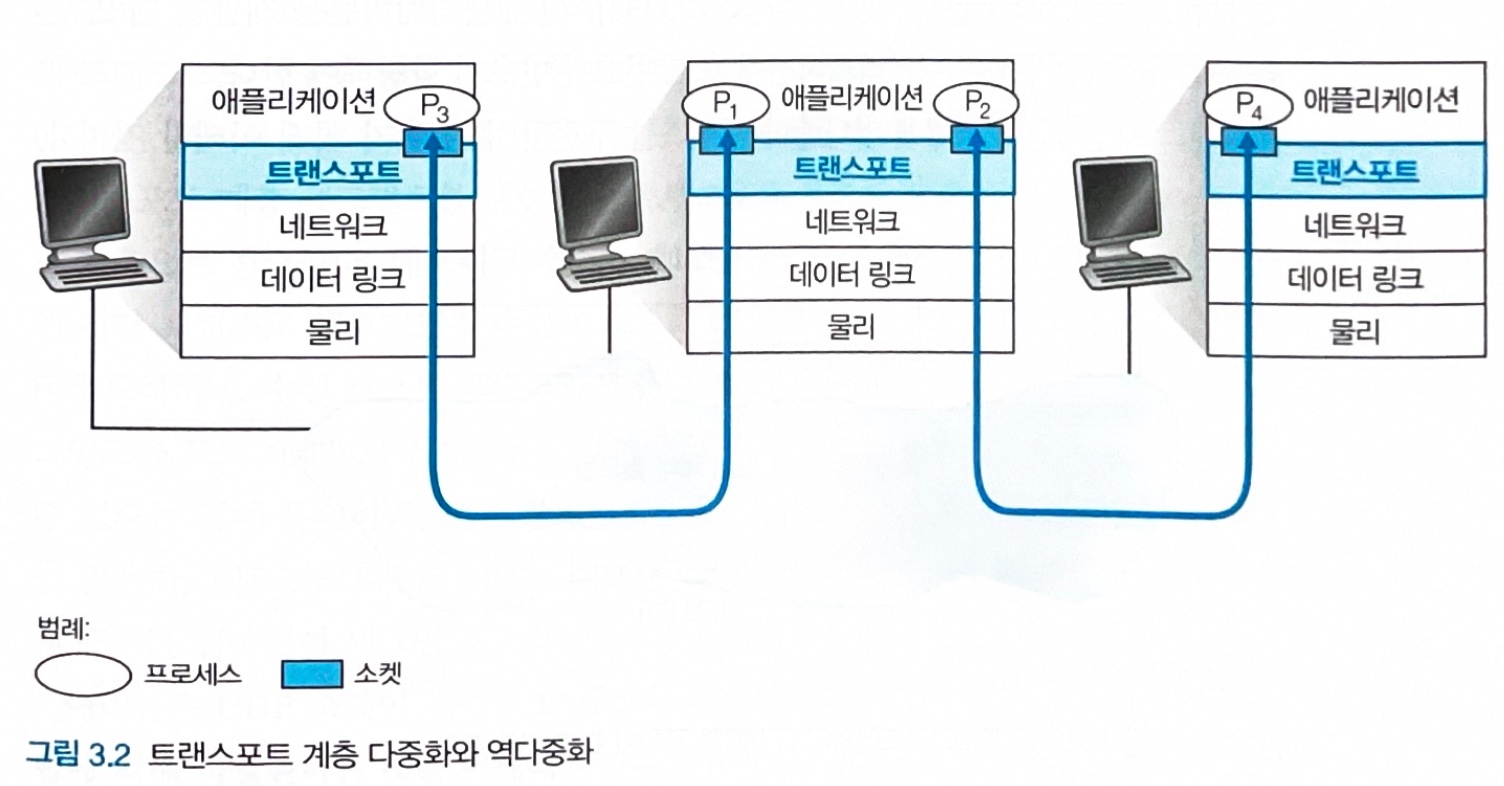 애플리케이션 P3
트랜스포트
네트워크
데이터 링크
물리
P1 애플리케이션 P2
트랜스포트
네트워크
데이터 링크
물리
P4 애플리케이션
트랜스포트
네트워크
데이터 링크
물리
범례:
프로세스 소켓
그림 3.2 트랜스포트 계층 다중화와 역다중화